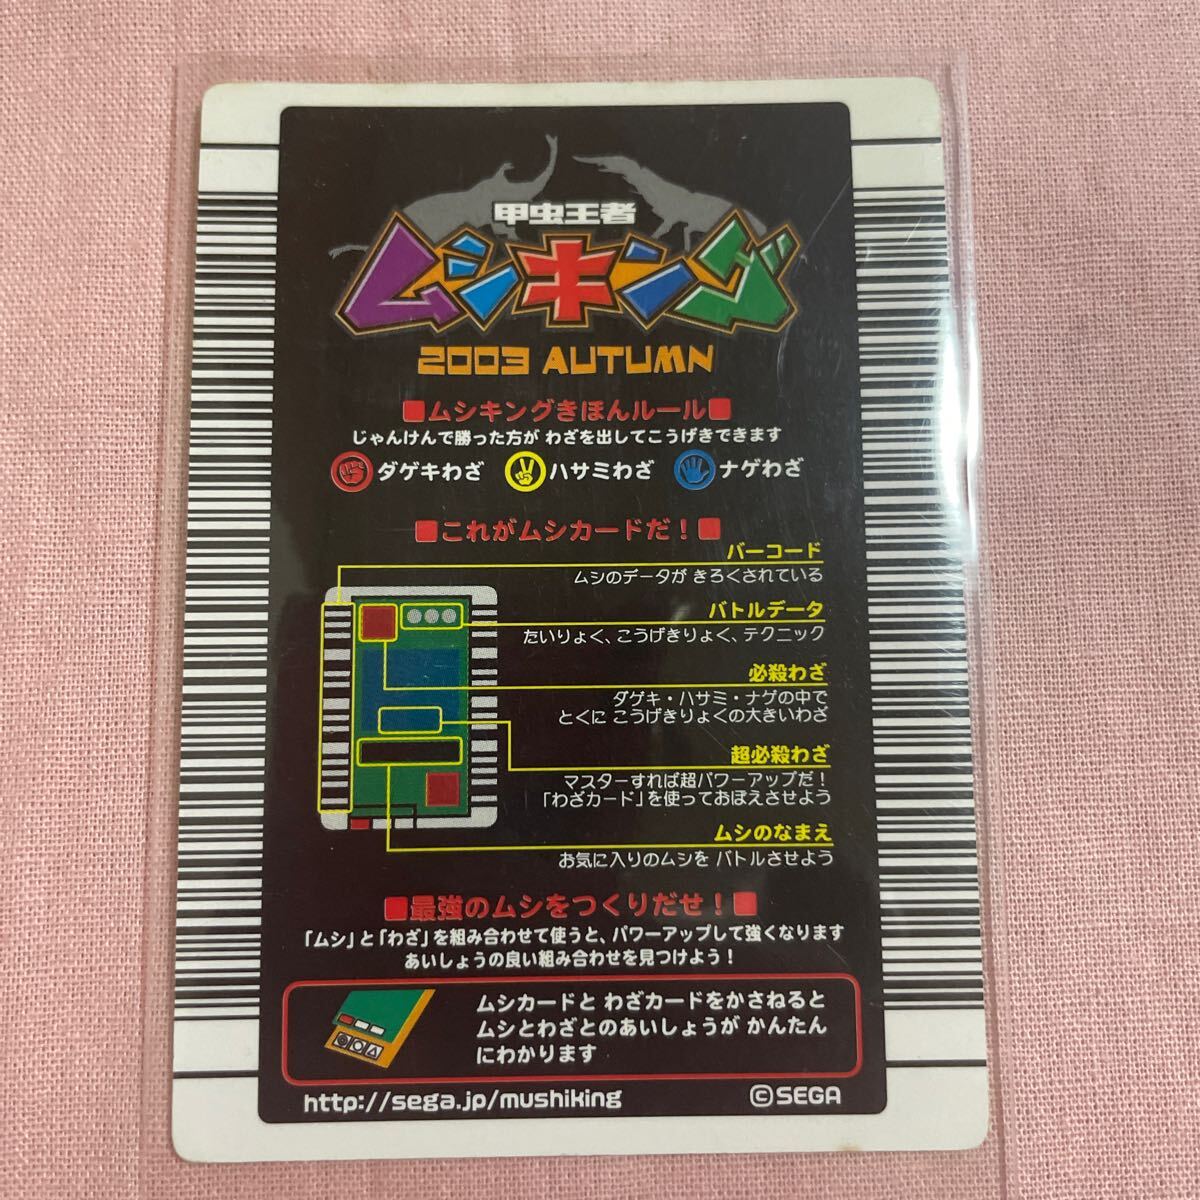 甲虫王者
ムシキング
2003 AUTUMN
■ムシキングきほんルール■
じゃんけんで勝った方が わざを出してこうげきできます
ダゲキわざ ハサミわざ ナゲわざ
■これがムシカードだ！■
バーコード
ムシのデータが きろくされている
バトルデータ
たいりょく、こうげきりょく、テクニック
必殺わざ
ダゲキ・ハサミ・ナゲの中で
とくに こうげきりょくの大きいわざ
超必殺わざ
マスターすれば超パワーアップだ！
「わざカード」を使っておぼえさせよう
ムシのなまえ
お気に入りのムシを バトルさせよう
■最強のムシをつくりだせ！■
「ムシ」と「わざ」を組み合わせて使うと、パワーアップして強くなります
あいしょうの良い組み合わせを見つけよう！
ムシカードと わざカードをかさねると
ムシとわざとのあいしょうが かんたん
にわかります
http://sega.jp/mushiking
©SEGA